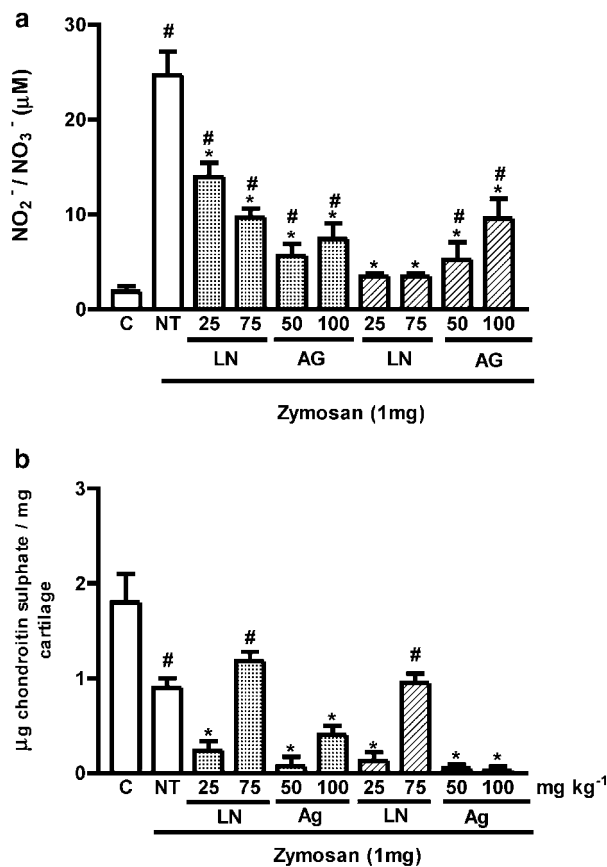 a
NO2⁻ / NO3⁻ (μM)
30
20
10
0
#
#
*
#
*
#
*
#
*
*
*
#
*
#
*
C NT 25 75 50 100 25 75 50 100
LN AG LN AG
Zymosan (1mg)
b
μg chondroitin sulphate / mg
cartilage
3
2
1
0
#
*
#
*
*
*
#
*
*
C NT 25 75 50 100 25 75 50 100 mg kg⁻¹
LN Ag LN Ag
Zymosan (1mg)